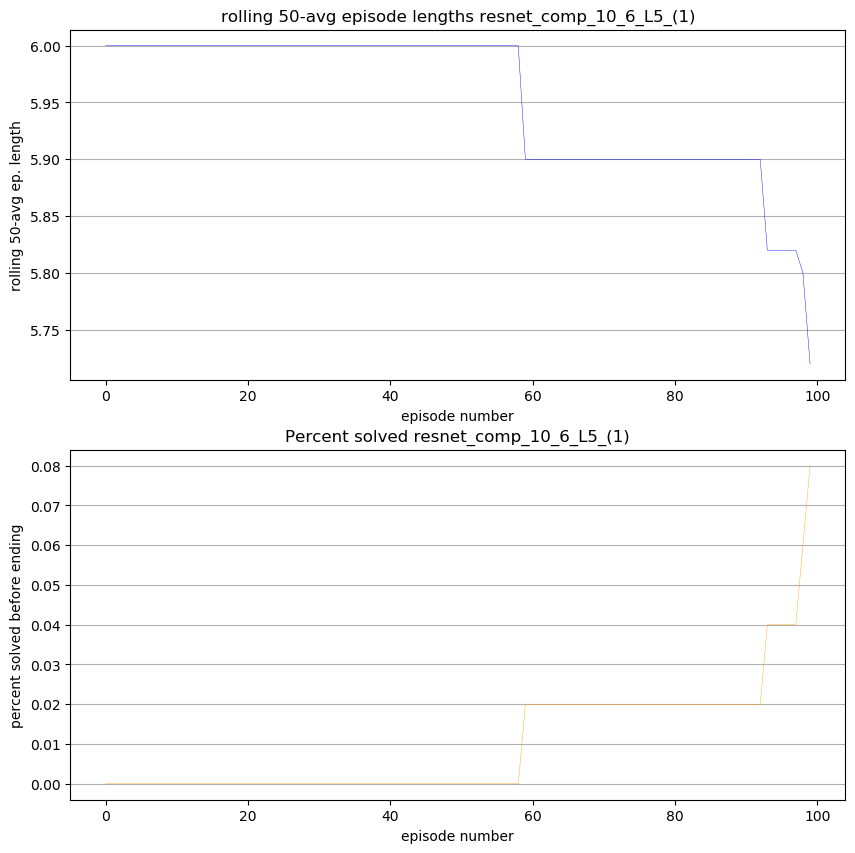 rolling 50-avg episode lengths resnet_comp_10_6_L5_(1)
6.00
5.95
5.90
5.85
5.80
5.75
rolling 50-avg ep. length
0 20 40 60 80 100
episode number
Percent solved resnet_comp_10_6_L5_(1)
0.08
0.07
0.06
0.05
0.04
0.03
0.02
0.01
0.00
percent solved before ending
0 20 40 60 80 100
episode number